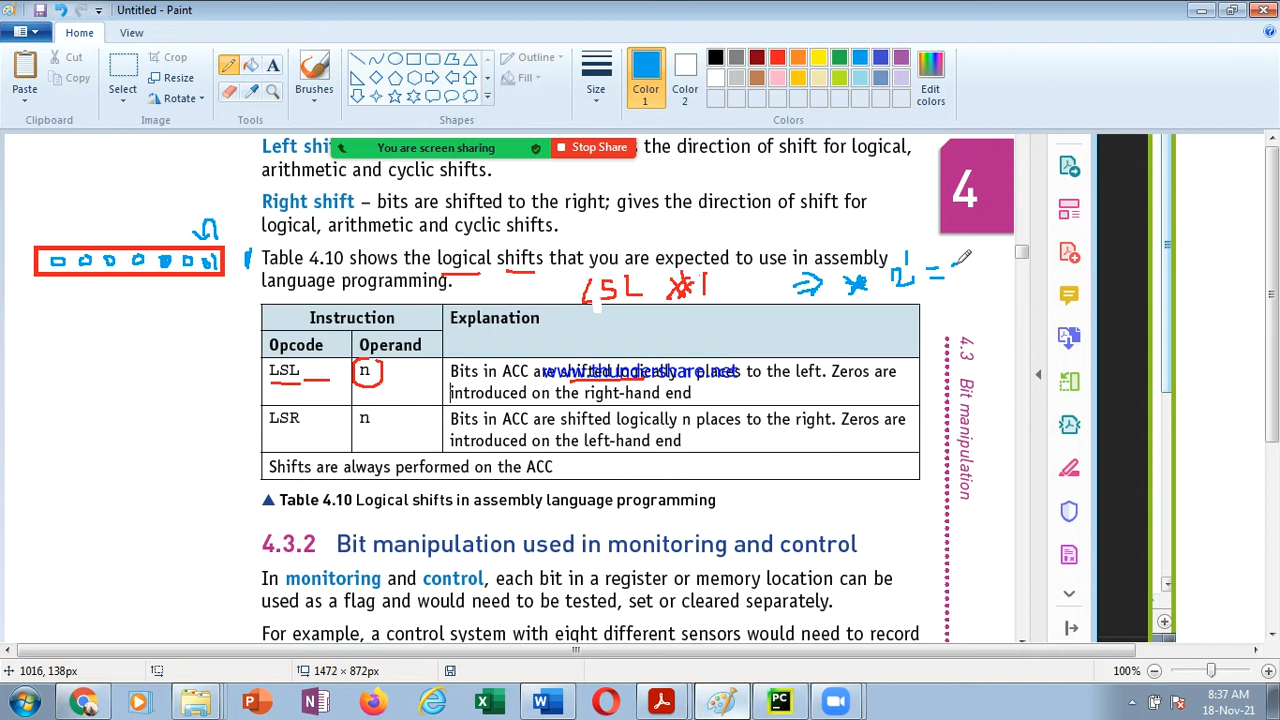 Untitled - Paint
Home
View
Paste
Cut
Copy
Clipboard
Select
Crop
Resize
Rotate
Image
Tools
Brushes
Outline
Fill
Shapes
Size
Color 1
Color 2
Edit colors
Colors
You are screen sharing
Stop Share
Left shi
the direction of shift for logical,
arithmetic and cyclic shifts.
Right shift – bits are shifted to the right; gives the direction of shift for
logical, arithmetic and cyclic shifts.
4
Table 4.10 shows the logical shifts that you are expected to use in assembly
language programming.
LSL
1
⇒ * 2 1 =
Instruction
Explanation
Opcode
Operand
LSL
n
Bits in ACC are shifted logically n places to the left. Zeros are
introduced on the right-hand end
www.thundershare.net
LSR
n
Bits in ACC are shifted logically n places to the right. Zeros are
introduced on the left-hand end
Shifts are always performed on the ACC
▲ Table 4.10 Logical shifts in assembly language programming
4.3 Bit manipulation
4.3.2 Bit manipulation used in monitoring and control
In monitoring and control, each bit in a register or memory location can be
used as a flag and would need to be tested, set or cleared separately.
For example, a control system with eight different sensors would need to record
1016, 138px
1472 × 872px
100%
8:37 AM
18-Nov-21